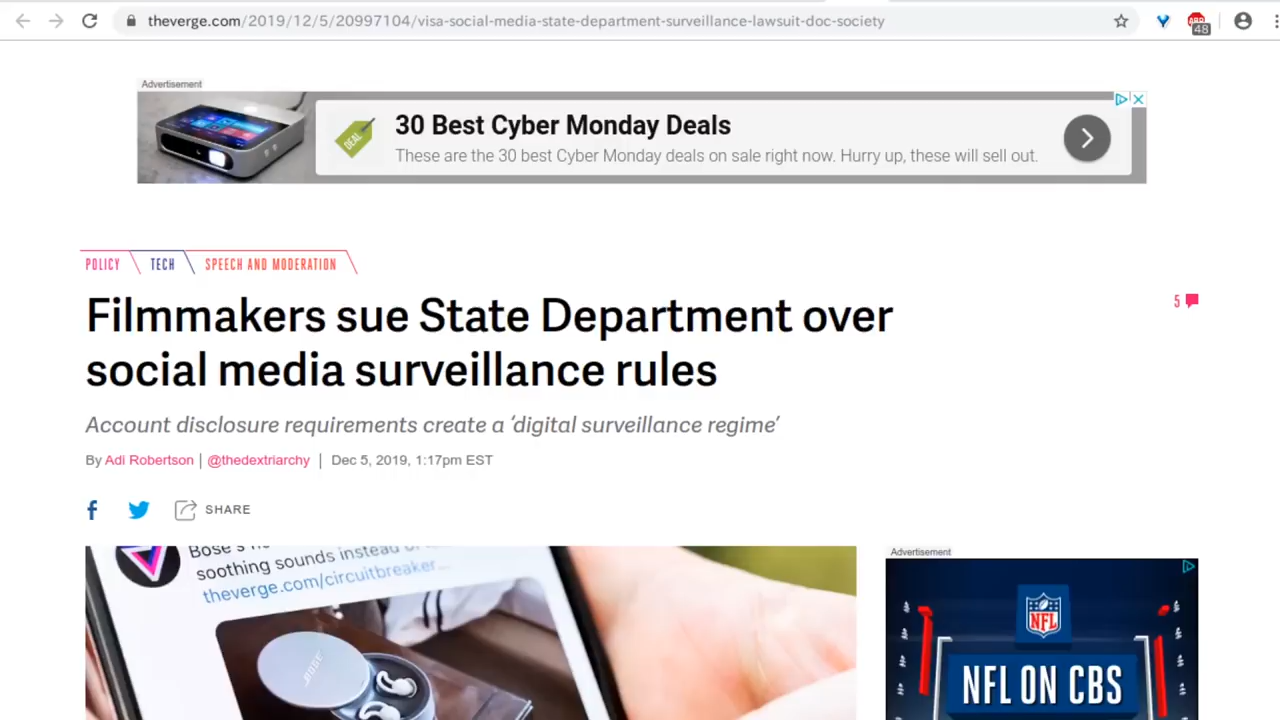 theverge.com/2019/12/5/20997104/visa-social-media-state-department-surveillance-lawsuit-doc-society
ABP
48
Advertisement
DEAL
30 Best Cyber Monday Deals
These are the 30 best Cyber Monday deals on sale right now. Hurry up, these will sell out.
POLICY TECH SPEECH AND MODERATION
Filmmakers sue State Department over
5
social media surveillance rules
Account disclosure requirements create a ‘digital surveillance regime’
By Adi Robertson | @thedextriarchy | Dec 5, 2019, 1:17pm EST
SHARE
soothing sounds instead
theverge.com/circuitbreaker...
BOSE
Advertisement
NFL
NFL ON CBS